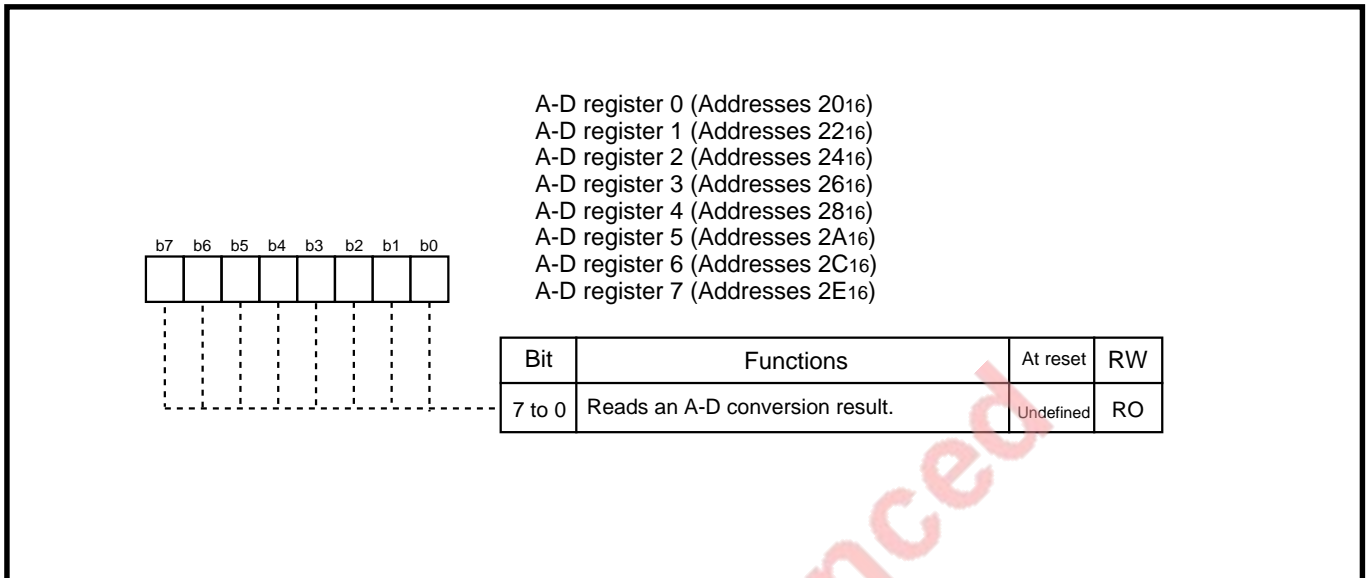 A-D register 0 (Addresses 2016)
A-D register 1 (Addresses 2216)
A-D register 2 (Addresses 2416)
A-D register 3 (Addresses 2616)
A-D register 4 (Addresses 2816)
A-D register 5 (Addresses 2A16)
A-D register 6 (Addresses 2C16)
A-D register 7 (Addresses 2E16)
b7 b6 b5 b4 b3 b2 b1 b0
Bit Functions At reset RW
7 to 0 Reads an A-D conversion result. Undefined RO
nced